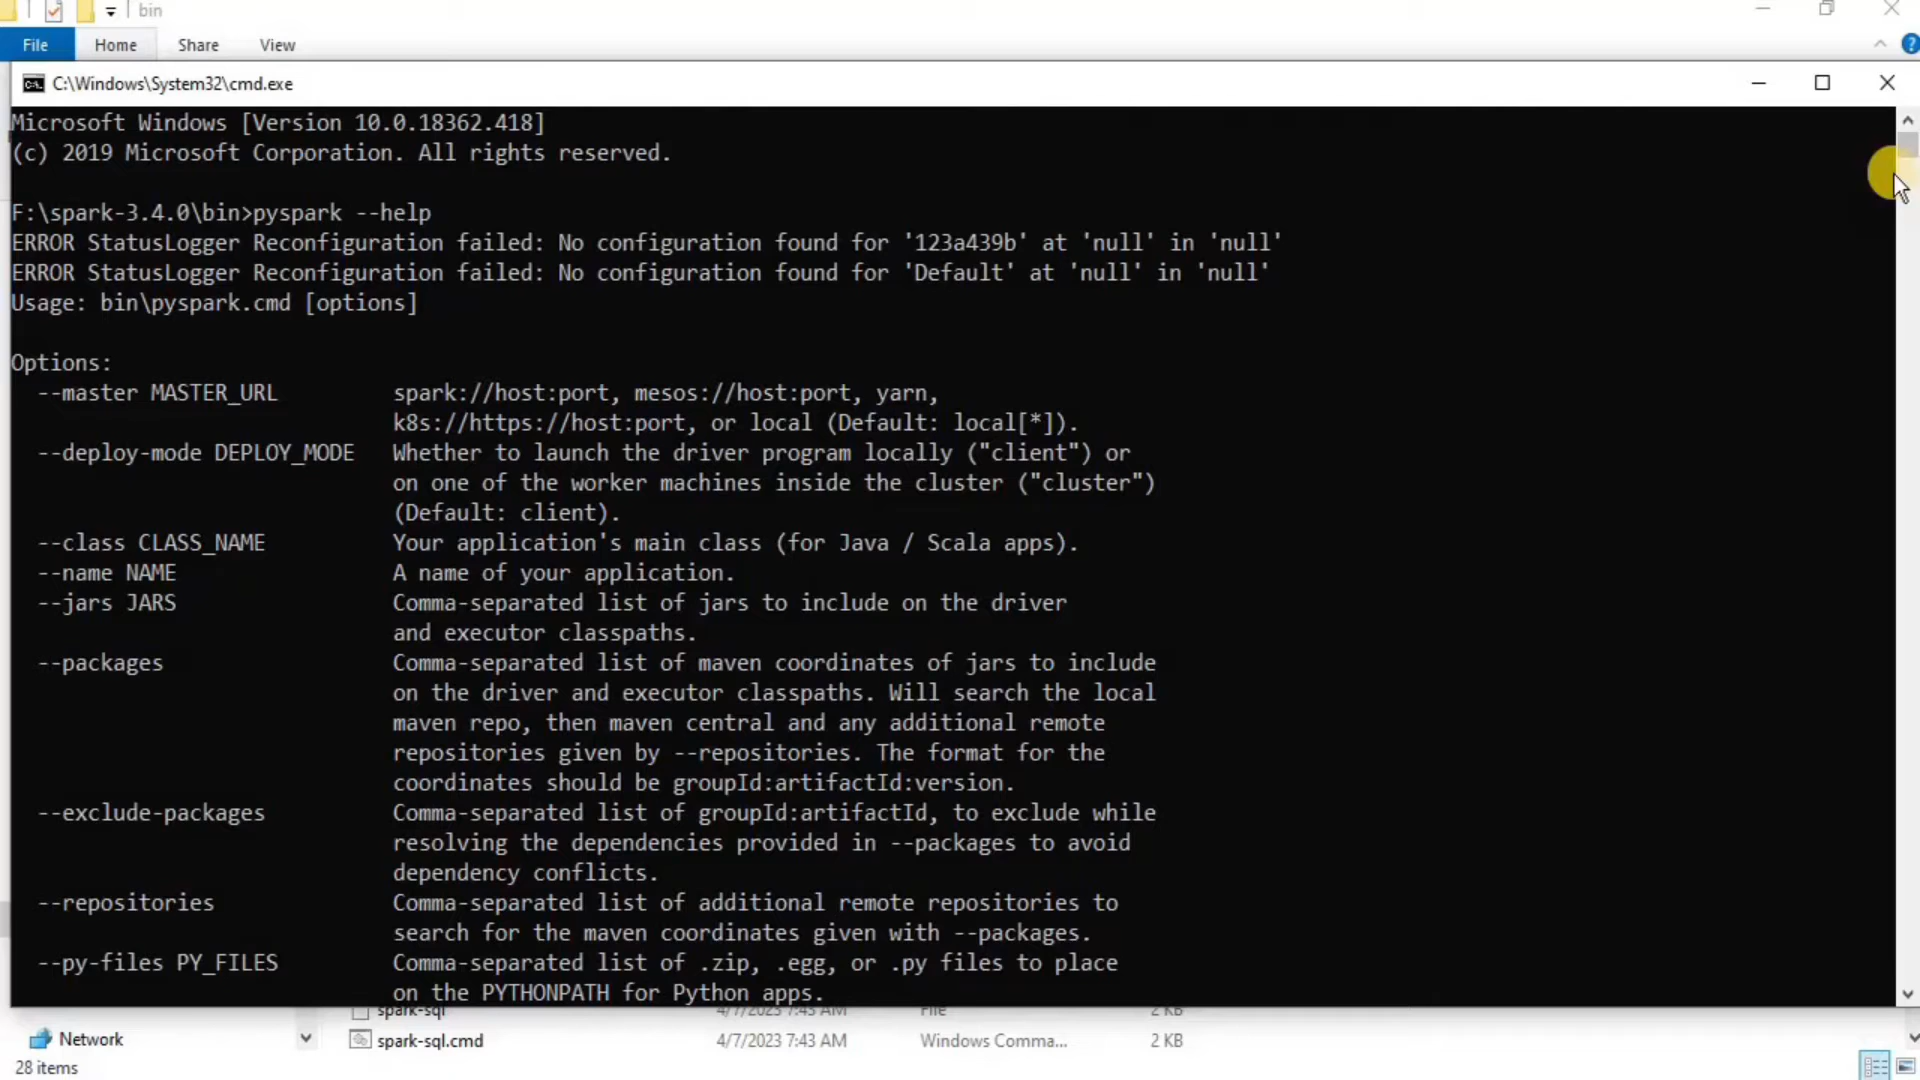 bin
File Home Share View
C:\Windows\System32\cmd.exe
Microsoft Windows [Version 10.0.18362.418]
(c) 2019 Microsoft Corporation. All rights reserved.
F:\spark-3.4.0\bin>pyspark --help
ERROR StatusLogger Reconfiguration failed: No configuration found for '123a439b' at 'null' in 'null'
ERROR StatusLogger Reconfiguration failed: No configuration found for 'Default' at 'null' in 'null'
Usage: bin\pyspark.cmd [options]
Options:
--master MASTER_URL spark://host:port, mesos://host:port, yarn,
k8s://https://host:port, or local (Default: local[*]).
--deploy-mode DEPLOY_MODE Whether to launch the driver program locally ("client") or
on one of the worker machines inside the cluster ("cluster")
(Default: client).
--class CLASS_NAME Your application's main class (for Java / Scala apps).
--name NAME A name of your application.
--jars JARS Comma-separated list of jars to include on the driver
and executor classpaths.
--packages Comma-separated list of maven coordinates of jars to include
on the driver and executor classpaths. Will search the local
maven repo, then maven central and any additional remote
repositories given by --repositories. The format for the
coordinates should be groupId:artifactId:version.
--exclude-packages Comma-separated list of groupId:artifactId, to exclude while
resolving the dependencies provided in --packages to avoid
dependency conflicts.
--repositories Comma-separated list of additional remote repositories to
search for the maven coordinates given with --packages.
--py-files PY_FILES Comma-separated list of .zip, .egg, or .py files to place
on the PYTHONPATH for Python apps.
spark-sql 4/7/2023 7:43 AM File 2 KB
Network spark-sql.cmd 4/7/2023 7:43 AM Windows Comma... 2 KB
28 items